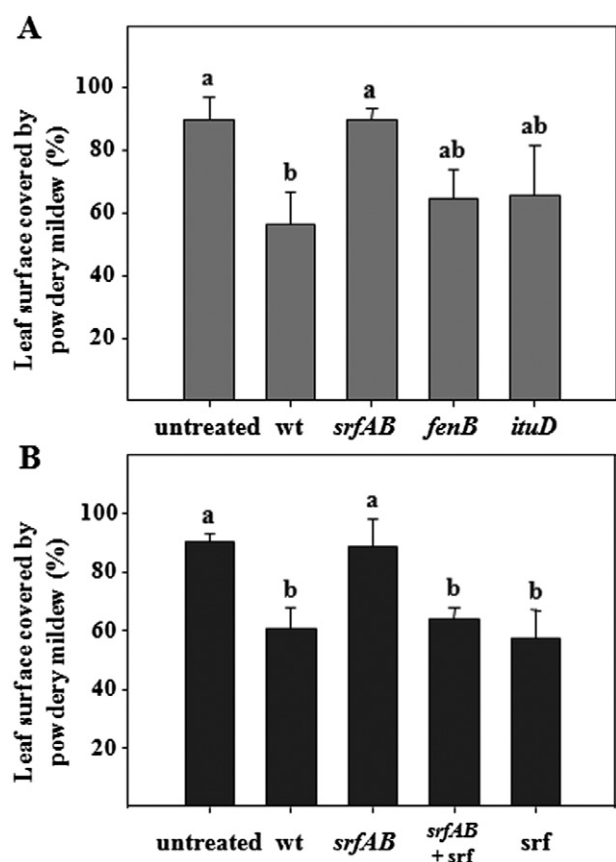 A
Leaf surface covered by
powdery mildew (%)
100
80
60
40
20
a
b
a
ab
ab
untreated wt srfAB fenB ituD
B
Leaf surface covered by
powdery mildew (%)
100
80
60
40
20
a
b
a
b
b
untreated wt srfAB srfAB srf
+ srf